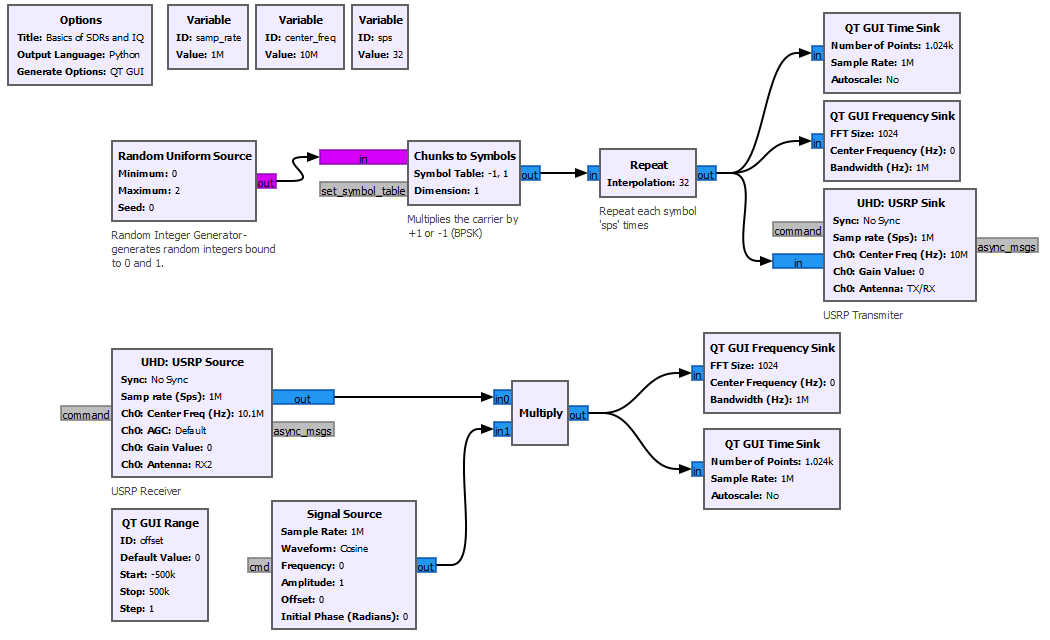 Options
Title: Basics of SDRs and IQ
Output Language: Python
Generate Options: QT GUI
Variable
ID: samp_rate
Value: 1M
Variable
ID: center_freq
Value: 10M
Variable
ID: sps
Value: 32
Random Uniform Source
Minimum: 0
Maximum: 2
Seed: 0
out
Random Integer Generator-
generates random integers bound
to 0 and 1.
in
set_symbol_table
Chunks to Symbols
Symbol Table: -1, 1
Dimension: 1
out
Multiplies the carrier by
+1 or -1 (BPSK)
in
Repeat
Interpolation: 32
out
Repeat each symbol
'sps' times
in
QT GUI Time Sink
Number of Points: 1.024k
Sample Rate: 1M
Autoscale: No
in
QT GUI Frequency Sink
FFT Size: 1024
Center Frequency (Hz): 0
Bandwidth (Hz): 1M
command
in
UHD: USRP Sink
Sync: No Sync
Samp rate (Sps): 1M
Ch0: Center Freq (Hz): 10M
Ch0: Gain Value: 0
Ch0: Antenna: TX/RX
async_msgs
USRP Transmiter
command
UHD: USRP Source
Sync: No Sync
Samp rate (Sps): 1M
Ch0: Center Freq (Hz): 10.1M
Ch0: AGC: Default
Ch0: Gain Value: 0
Ch0: Antenna: RX2
out
async_msgs
USRP Receiver
in0
in1
Multiply
out
in
QT GUI Frequency Sink
FFT Size: 1024
Center Frequency (Hz): 0
Bandwidth (Hz): 1M
in
QT GUI Time Sink
Number of Points: 1.024k
Sample Rate: 1M
Autoscale: No
QT GUI Range
ID: offset
Default Value: 0
Start: -500k
Stop: 500k
Step: 1
cmd
Signal Source
Sample Rate: 1M
Waveform: Cosine
Frequency: 0
Amplitude: 1
Offset: 0
Initial Phase (Radians): 0
out